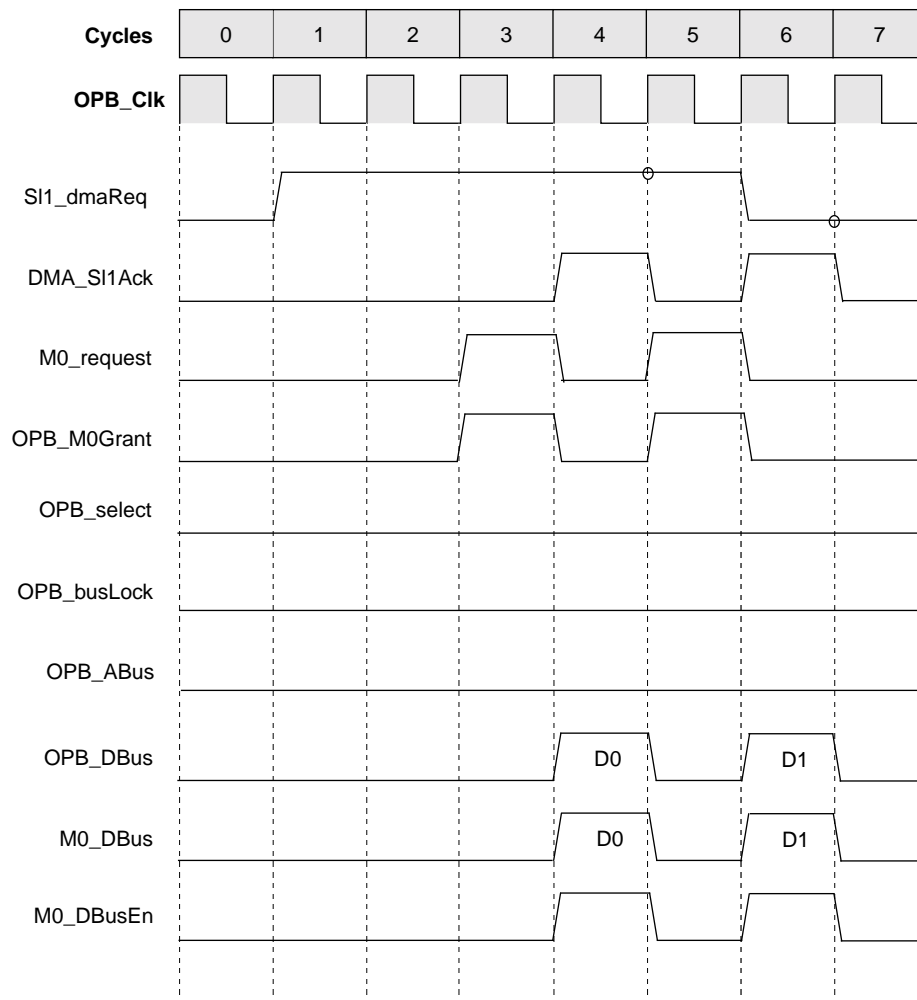 Cycles 0 1 2 3 4 5 6 7
OPB_Clk
Sl1_dmaReq
DMA_Sl1Ack
M0_request
OPB_M0Grant
OPB_select
OPB_busLock
OPB_ABus
OPB_DBus D0 D1
M0_DBus D0 D1
M0_DBusEn